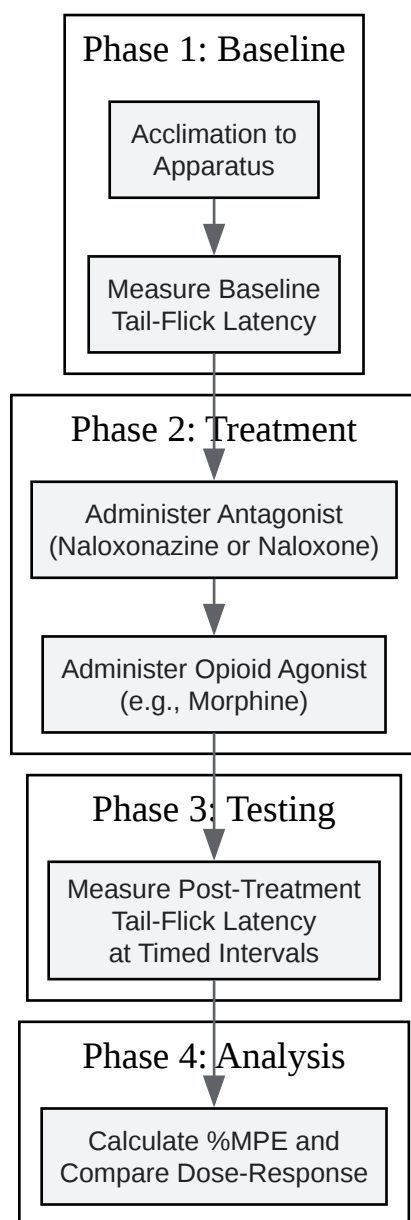 Phase 1: Baseline
Acclimation to
Apparatus
Measure Baseline
Tail-Flick Latency
Phase 2: Treatment
Administer Antagonist
(Naloxonazine or Naloxone)
Administer Opioid Agonist
(e.g., Morphine)
Phase 3: Testing
Measure Post-Treatment
Tail-Flick Latency
at Timed Intervals
Phase 4: Analysis
Calculate %MPE and
Compare Dose-Response